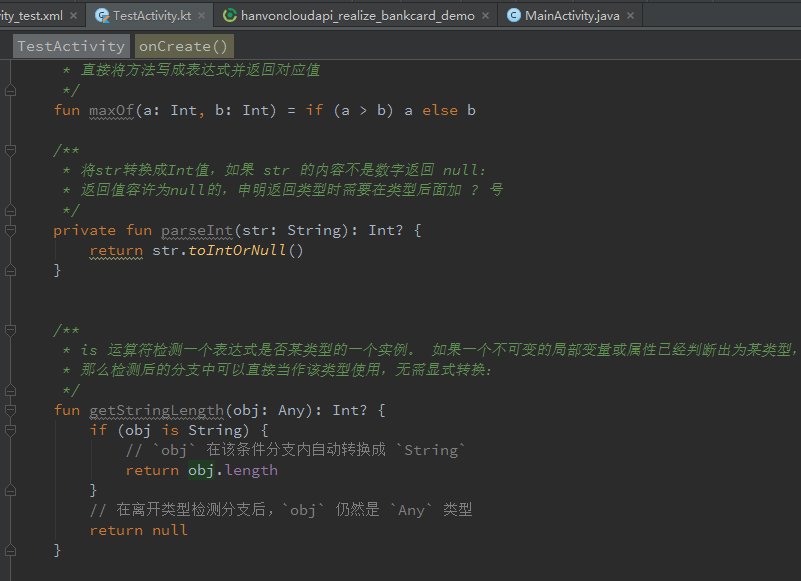 vity_test.xml × TestActivity.kt × hanvoncloudapi_realize_bankcard_demo × MainActivity.java ×
TestActivity onCreate()
* 直接将方法写成表达式并返回对应值
*/
fun maxOf(a: Int, b: Int) = if (a > b) a else b
/**
* 将str转换成Int值，如果 str 的内容不是数字返回 null：
* 返回值容许为null的，申明返回类型时需要在类型后面加 ? 号
*/
private fun parseInt(str: String): Int? {
return str.toIntOrNull()
}
/**
* is 运算符检测一个表达式是否某类型的一个实例。 如果一个不可变的局部变量或属性已经判断出为某类型，
* 那么检测后的分支中可以直接当作该类型使用，无需显式转换：
*/
fun getStringLength(obj: Any): Int? {
if (obj is String) {
// `obj` 在该条件分支内自动转换成 `String`
return obj.length
}
// 在离开类型检测分支后，`obj` 仍然是 `Any` 类型
return null
}